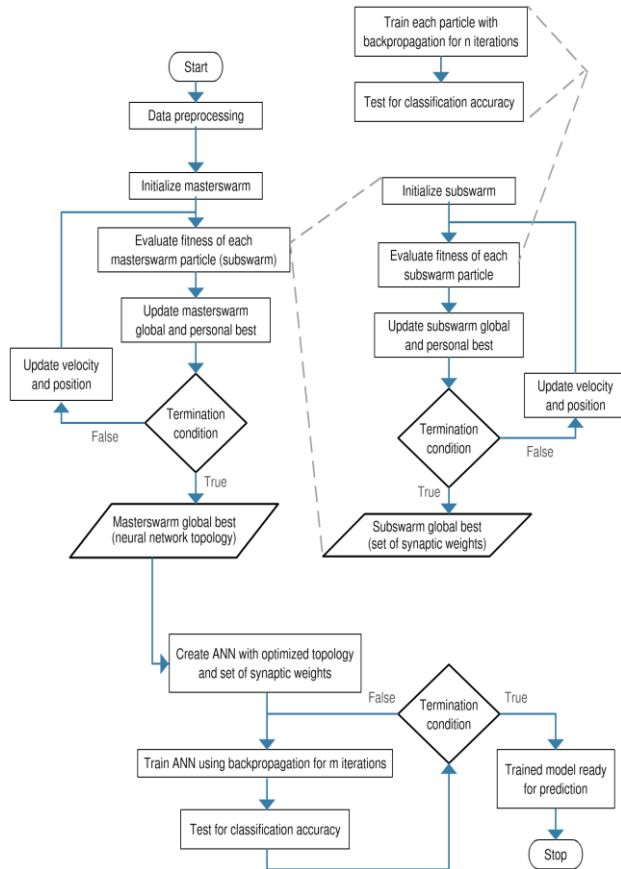 Train each particle with
backpropagation for n iterations
Test for classification accuracy
Start
Data preprocessing
Initialize masterswarm
Evaluate fitness of each
masterswarm particle (subswarm)
Update masterswarm
global and personal best
Update velocity
and position
Termination
condition
False
True
Masterswarm global best
(neural network topology)
Initialize subswarm
Evaluate fitness of each
subswarm particle
Update subswarm global
and personal best
Update velocity
and position
Termination
condition
False
True
Subswarm global best
(set of synaptic weights)
Create ANN with optimized topology
and set of synaptic weights
Train ANN using backpropagation for m iterations
Test for classification accuracy
False
Termination
condition
True
Trained model ready
for prediction
Stop